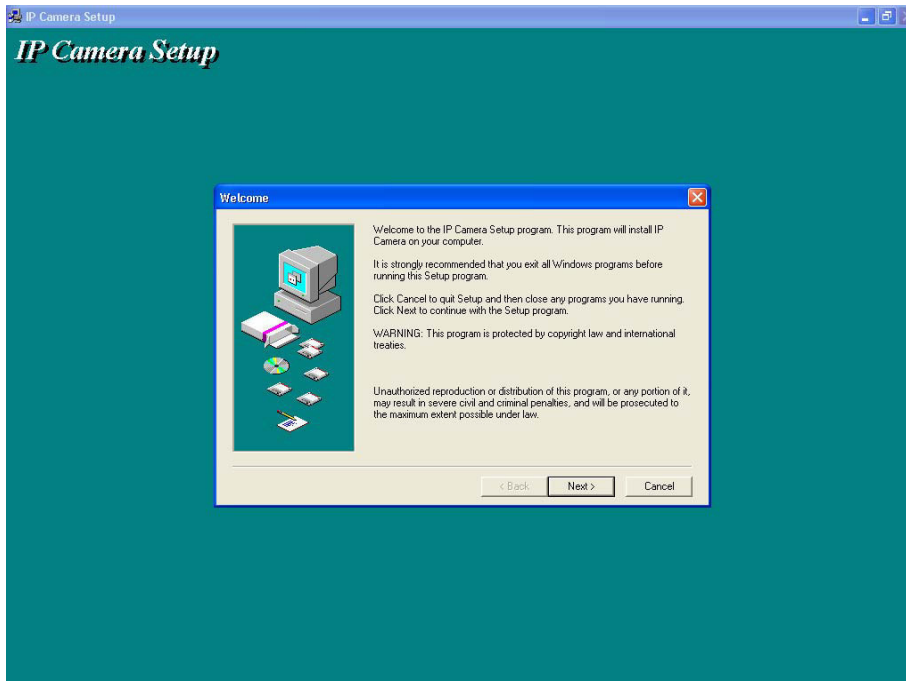 IP Camera Setup
IP Camera Setup
Welcome
Welcome to the IP Camera Setup program. This program will install IP
Camera on your computer.
It is strongly recommended that you exit all Windows programs before
running this Setup program.
Click Cancel to quit Setup and then close any programs you have running.
Click Next to continue with the Setup program.
WARNING: This program is protected by copyright law and international
treaties.
Unauthorized reproduction or distribution of this program, or any portion of it,
may result in severe civil and criminal penalties, and will be prosecuted to
the maximum extent possible under law.
< Back Next > Cancel